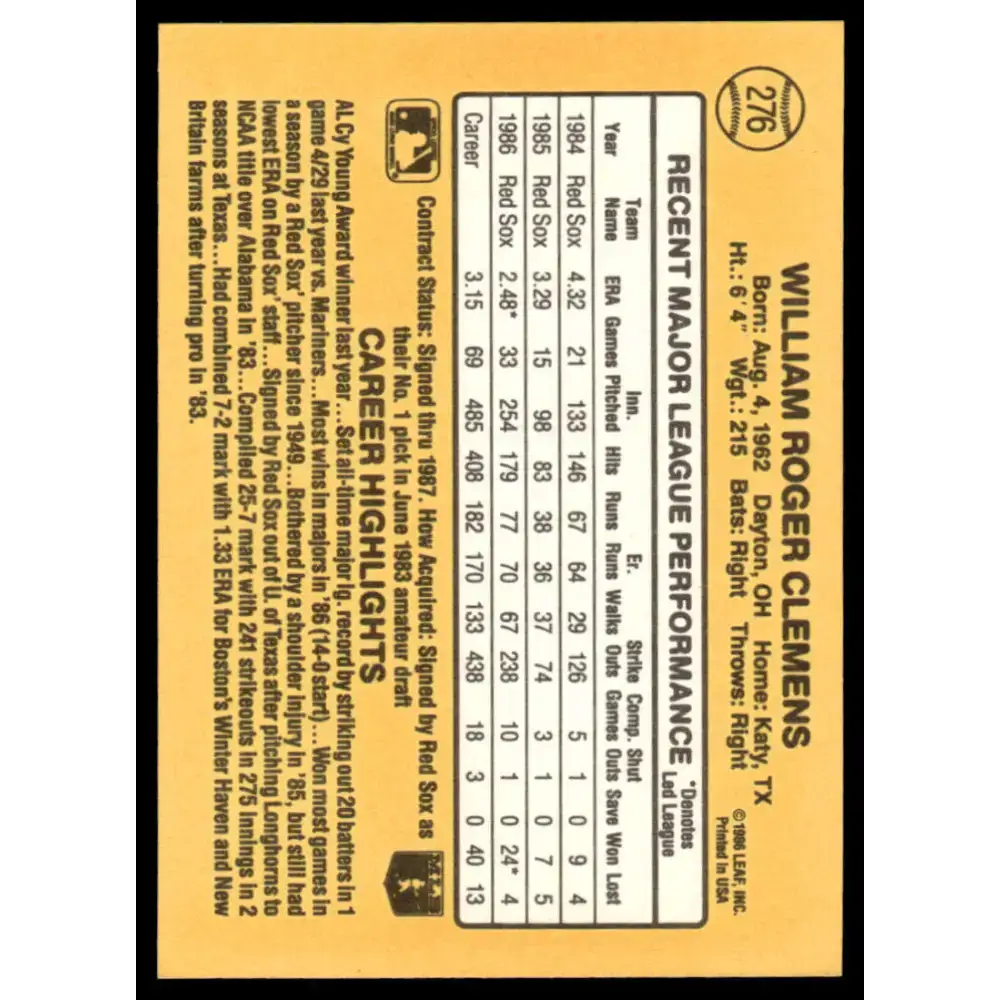 276
WILLIAM ROGER CLEMENS
Born: Aug. 4, 1962 Dayton, OH Home: Katy, TX
Ht.: 6'4" Wgt.: 215 Bats: Right Throws: Right
©1986 LEAF, INC.
Printed in USA
RECENT MAJOR LEAGUE PERFORMANCE
*Denotes
Led League
Team Inn. Er. Strike Comp. Shut
Year Name ERA Games Pitched Hits Runs Runs Walks Outs Games Outs Save Won Lost
1984 Red Sox 4.32 21 133 146 67 64 29 126 5 1 0 9 4
1985 Red Sox 3.29 15 98 83 38 36 37 74 3 1 0 7 5
1986 Red Sox 2.48* 33 254 179 77 70 67 238 10 1 0 24* 4
Career 3.15 69 485 408 182 170 133 438 18 3 0 40 13
Contract Status: Signed thru 1987. How Acquired: Signed by Red Sox as
their No. 1 pick in June 1983 amateur draft
MLB
CAREER HIGHLIGHTS
AL Cy Young Award winner last year...Set all-time major lg. record by striking out 20 batters in 1
game 4/29 last year vs. Mariners...Most wins in majors in '86 (14-0 start)...Won most games in
a season by a Red Sox' pitcher since 1949...Bothered by a shoulder injury in '85, but still had
lowest ERA on Red Sox' staff...Signed by Red Sox out of U. of Texas after pitching Longhorns to
NCAA title over Alabama in '83...Compiled 25-7 mark with 241 strikeouts in 275 innings in 2
seasons at Texas...Had combined 7-2 mark with 1.33 ERA for Boston's Winter Haven and New
Britain farms after turning pro in '83.